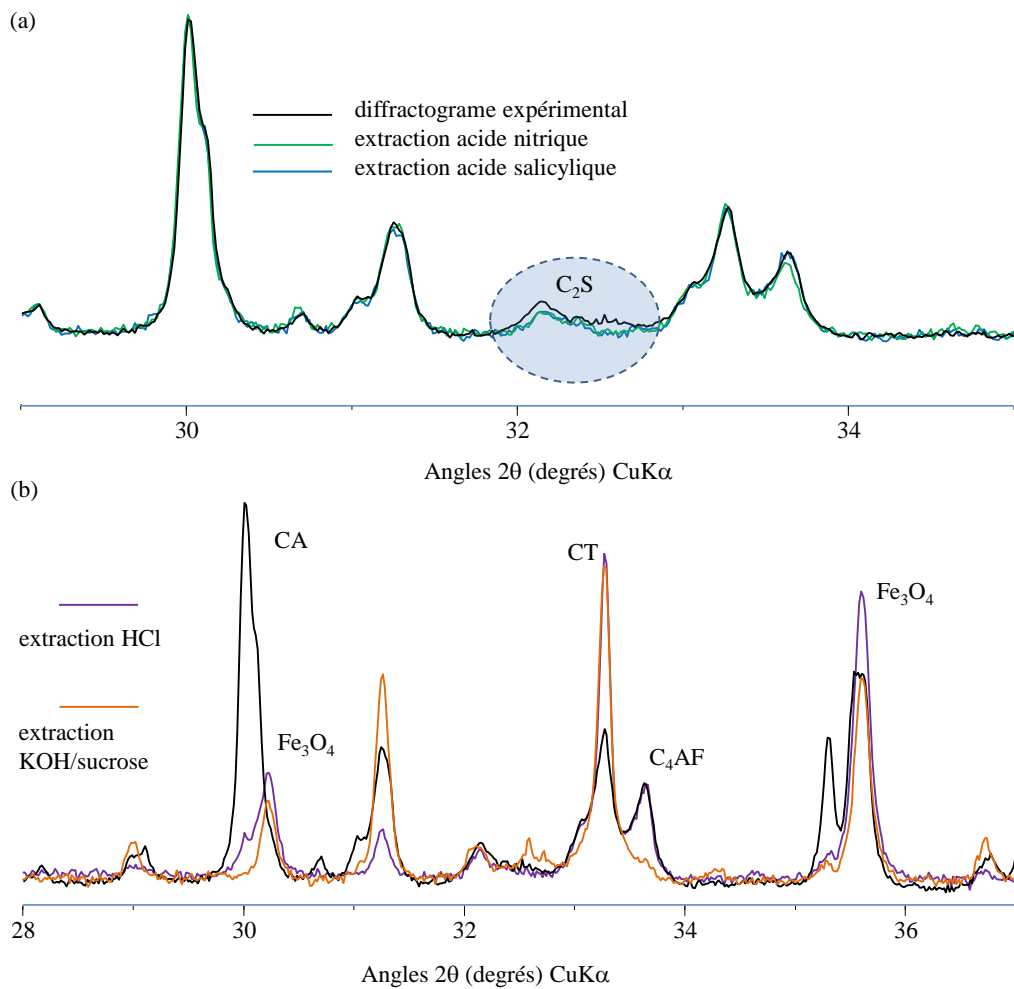 (a)
diffractograme expérimental
extraction acide nitrique
extraction acide salicylique
C₂S
30
32
34
Angles 2θ (degrés) CuKα
(b)
CA
CT
Fe₃O₄
extraction HCl
extraction
KOH/sucrose
Fe₃O₄
C₄AF
28
30
32
34
36
Angles 2θ (degrés) CuKα